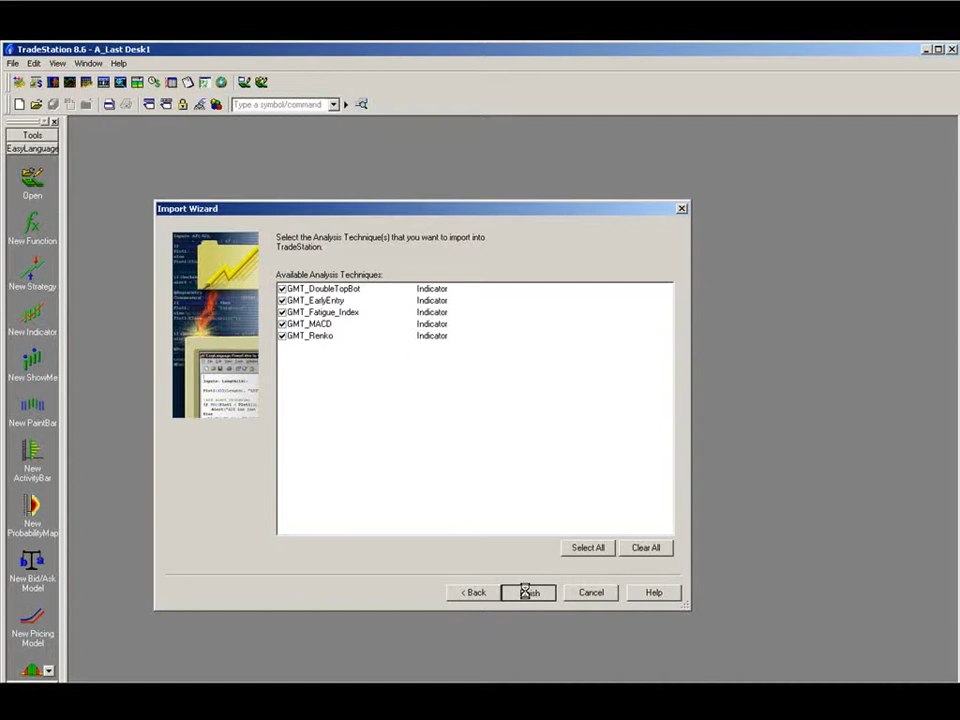 TradeStation 8.6 - A_Last Desk1
File Edit View Window Help
Type a symbol/command
Tools
EasyLanguage
Open
New Function
New Strategy
New Indicator
New ShowMe
New PaintBar
New
ActivityBar
New
ProbabilityMap
New Bid/Ask
Model
New Pricing
Model
Import Wizard
Select the Analysis Technique(s) that you want to import into
TradeStation.
Available Analysis Techniques:
GMT_DoubleTopBot Indicator
GMT_EarlyEntry Indicator
GMT_Fatigue_Index Indicator
GMT_MACD Indicator
GMT_Renko Indicator
Select All Clear All
< Back Cancel Help